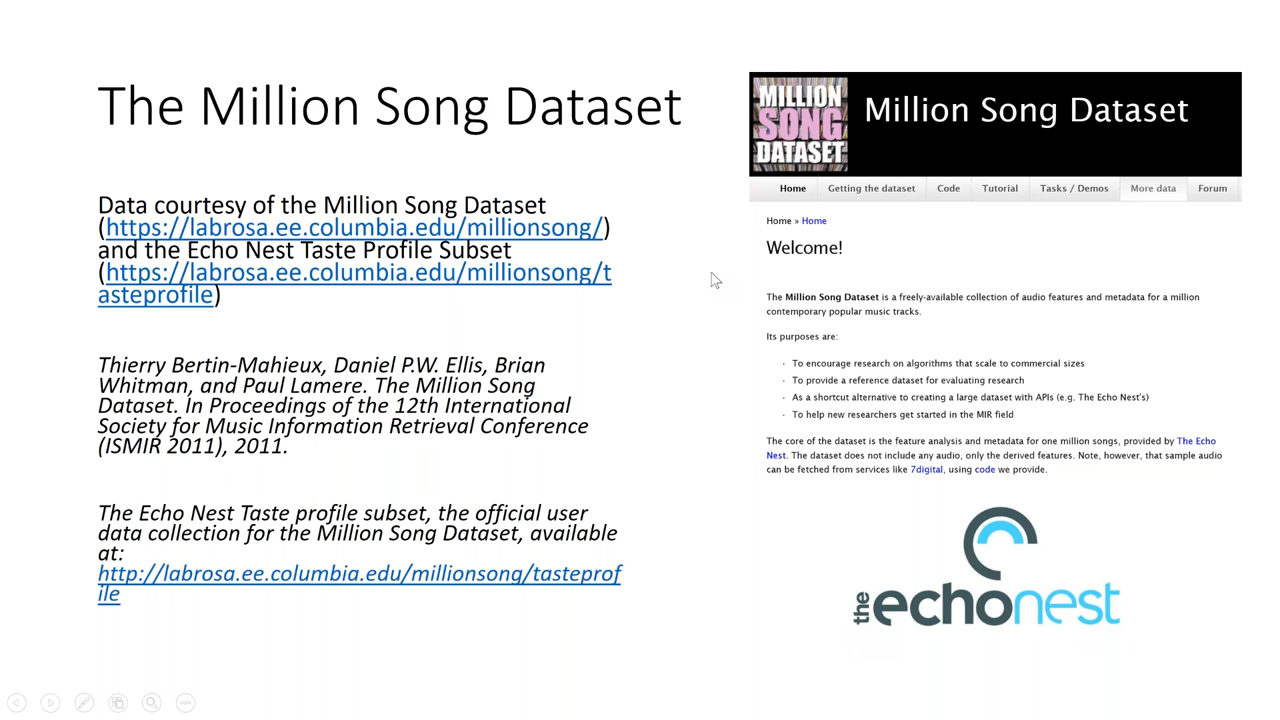 The Million Song Dataset
Data courtesy of the Million Song Dataset
(https://labrosa.ee.columbia.edu/millionsong/)
and the Echo Nest Taste Profile Subset
(https://labrosa.ee.columbia.edu/millionsong/t
asteprofile)
Thierry Bertin-Mahieux, Daniel P.W. Ellis, Brian
Whitman, and Paul Lamere. The Million Song
Dataset. In Proceedings of the 12th International
Society for Music Information Retrieval Conference
(ISMIR 2011), 2011.
The Echo Nest Taste profile subset, the official user
data collection for the Million Song Dataset, available
at:
http://labrosa.ee.columbia.edu/millionsong/tasteprof
ile
MILLION
SONG
DATASET
Million Song Dataset
Home Getting the dataset Code Tutorial Tasks / Demos More data Forum
Home » Home
Welcome!
The Million Song Dataset is a freely-available collection of audio features and metadata for a million
contemporary popular music tracks.
Its purposes are:
· To encourage research on algorithms that scale to commercial sizes
· To provide a reference dataset for evaluating research
· As a shortcut alternative to creating a large dataset with APIs (e.g. The Echo Nest's)
· To help new researchers get started in the MIR field
The core of the dataset is the feature analysis and metadata for one million songs, provided by The Echo
Nest. The dataset does not include any audio, only the derived features. Note, however, that sample audio
can be fetched from services like 7digital, using code we provide.
the echonest